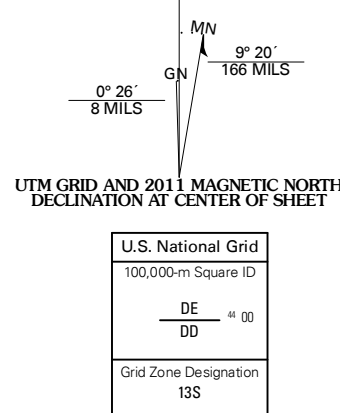 MN
9° 20´
166 MILS
GN
0° 26´
8 MILS
UTM GRID AND 2011 MAGNETIC NORTH
DECLINATION AT CENTER OF SHEET
U.S. National Grid
100,000-m Square ID
DE
44 00
DD
Grid Zone Designation
13S